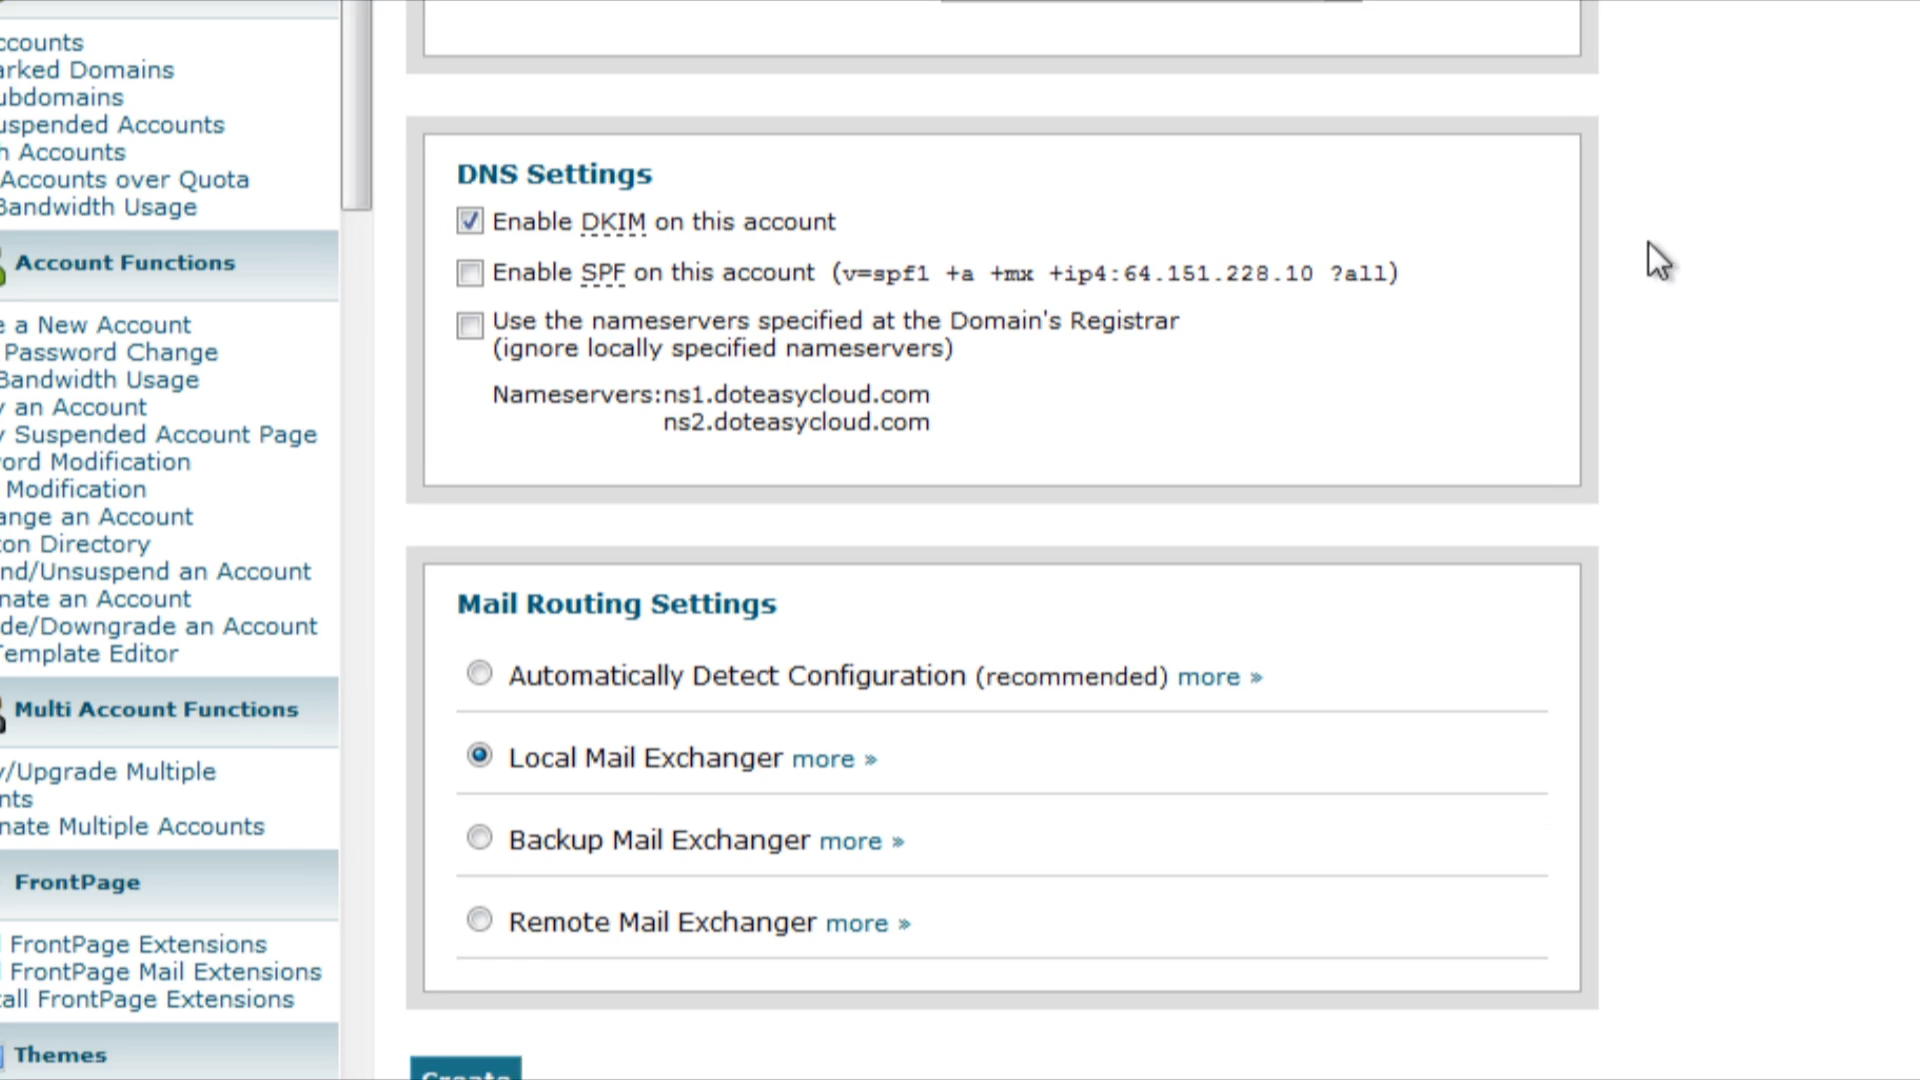 ccounts
arked Domains
ubdomains
uspended Accounts
h Accounts
Accounts over Quota
Bandwidth Usage
Account Functions
e a New Account
Password Change
Bandwidth Usage
y an Account
y Suspended Account Page
ord Modification
Modification
ange an Account
ton Directory
nd/Unsuspend an Account
nate an Account
de/Downgrade an Account
Template Editor
Multi Account Functions
y/Upgrade Multiple
nts
nate Multiple Accounts
FrontPage
FrontPage Extensions
FrontPage Mail Extensions
tall FrontPage Extensions
Themes
DNS Settings
Enable DKIM on this account
Enable SPF on this account (v=spf1 +a +mx +ip4:64.151.228.10 ?all)
Use the nameservers specified at the Domain's Registrar
(ignore locally specified nameservers)
Nameservers:ns1.doteasycloud.com
ns2.doteasycloud.com
Mail Routing Settings
Automatically Detect Configuration (recommended) more »
Local Mail Exchanger more »
Backup Mail Exchanger more »
Remote Mail Exchanger more »
Create